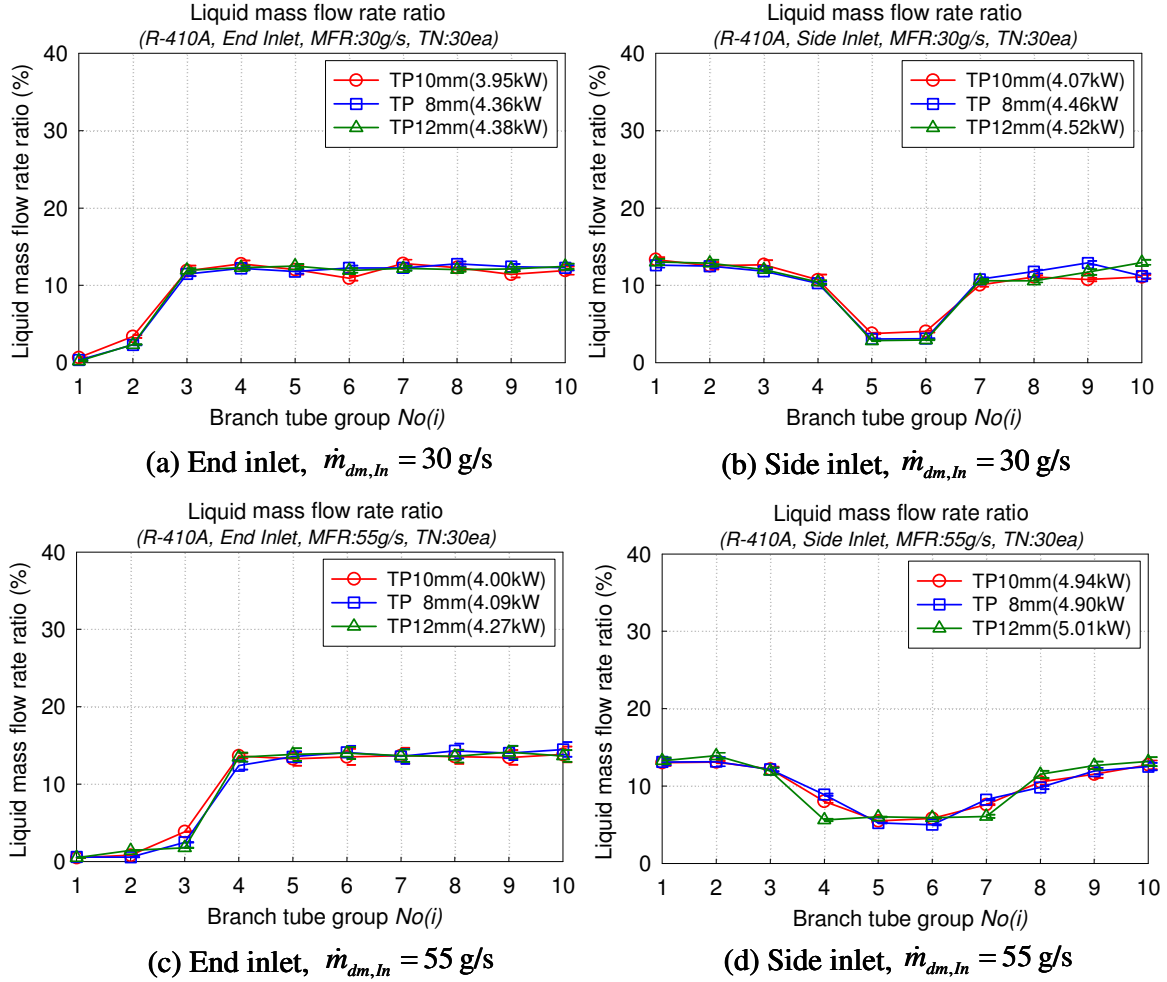 Liquid mass flow rate ratio
(R-410A, End Inlet, MFR:30g/s, TN:30ea)
Liquid mass flow rate ratio (%)
40
30
20
10
0
TP10mm(3.95kW)
TP 8mm(4.36kW
TP12mm(4.38kW)
1 2 3 4 5 6 7 8 9 10
Branch tube group No(i)
(a) End inlet, ṁdm,In = 30 g/s
Liquid mass flow rate ratio
(R-410A, Side Inlet, MFR:30g/s, TN:30ea)
Liquid mass flow rate ratio (%)
40
30
20
10
0
TP10mm(4.07kW)
TP 8mm(4.46kW
TP12mm(4.52kW)
1 2 3 4 5 6 7 8 9 10
Branch tube group No(i)
(b) Side inlet, ṁdm,In = 30 g/s
Liquid mass flow rate ratio
(R-410A, End Inlet, MFR:55g/s, TN:30ea)
Liquid mass flow rate ratio (%)
40
30
20
10
0
TP10mm(4.00kW)
TP 8mm(4.09kW
TP12mm(4.27kW)
1 2 3 4 5 6 7 8 9 10
Branch tube group No(i)
(c) End inlet, ṁdm,In = 55 g/s
Liquid mass flow rate ratio
(R-410A, Side Inlet, MFR:55g/s, TN:30ea)
Liquid mass flow rate ratio (%)
40
30
20
10
0
TP10mm(4.94kW)
TP 8mm(4.90kW
TP12mm(5.01kW)
1 2 3 4 5 6 7 8 9 10
Branch tube group No(i)
(d) Side inlet, ṁdm,In = 55 g/s